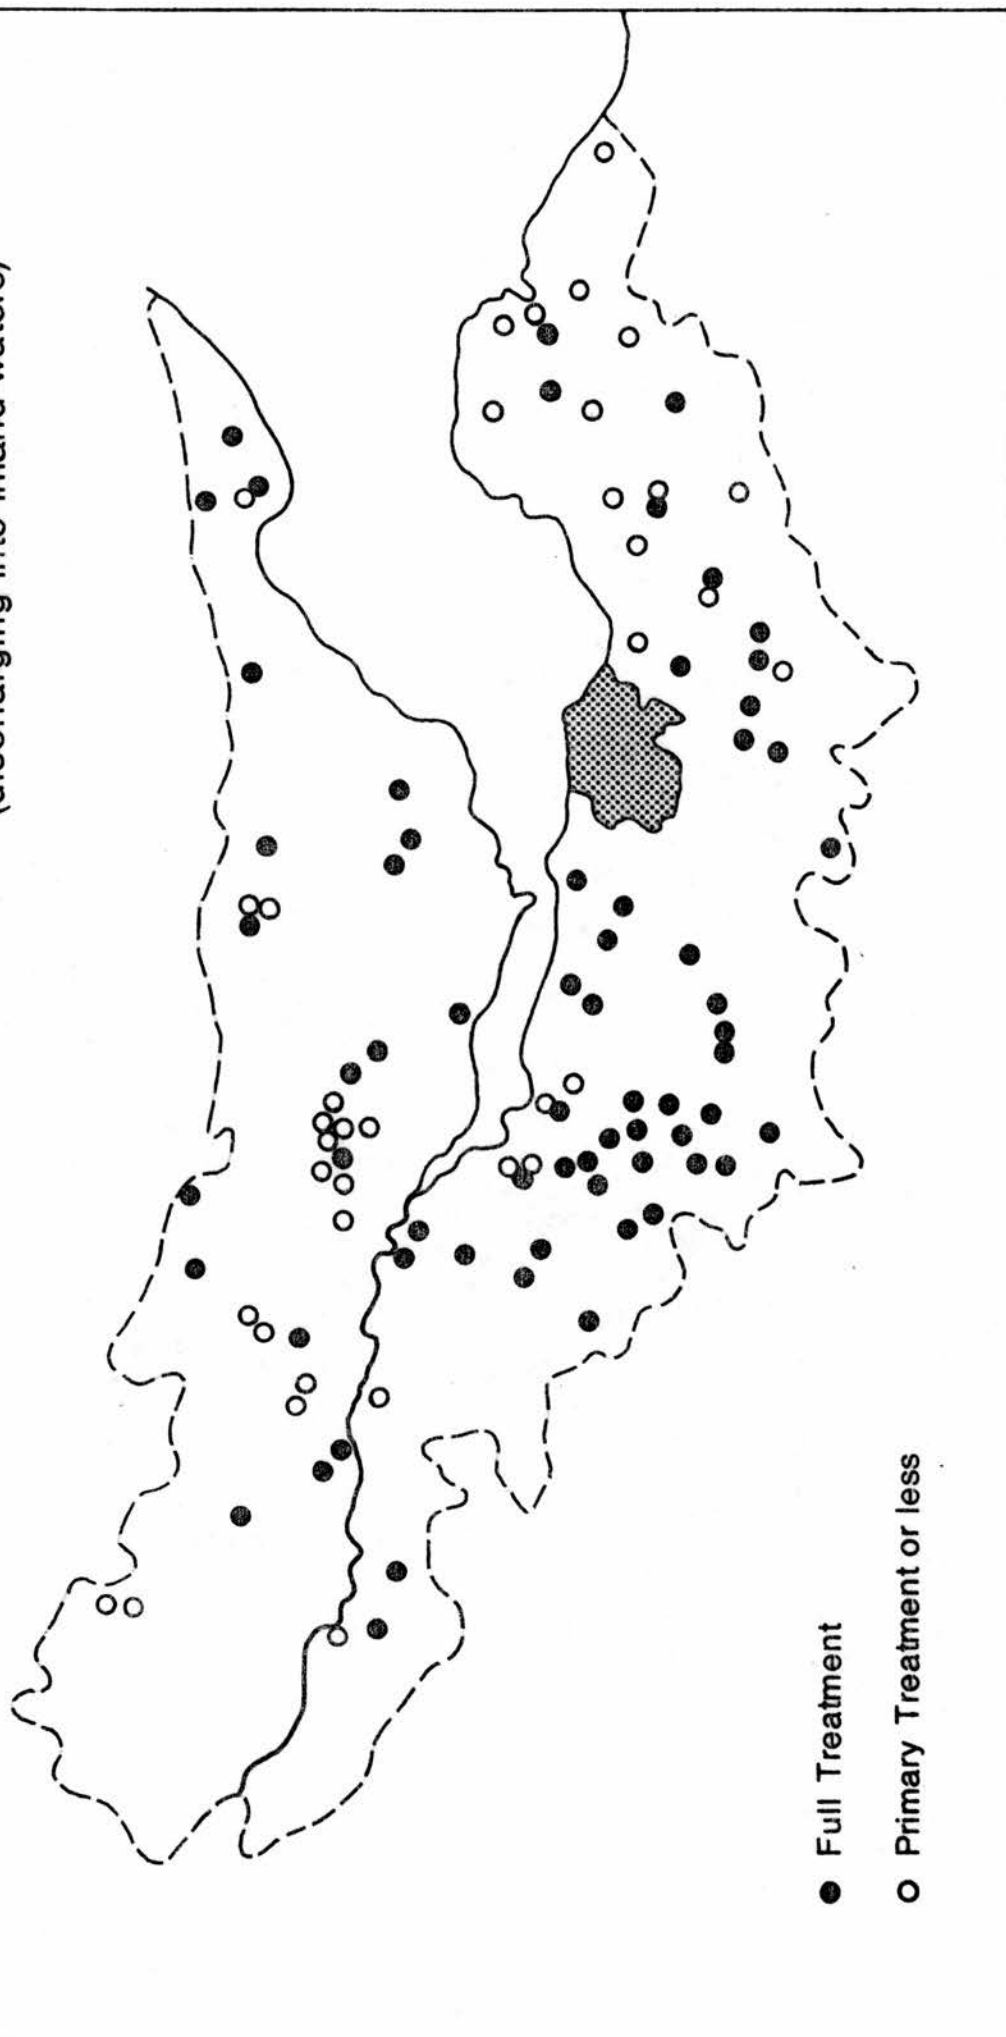 (discharging into inland waters)
Full Treatment
Primary Treatment or less